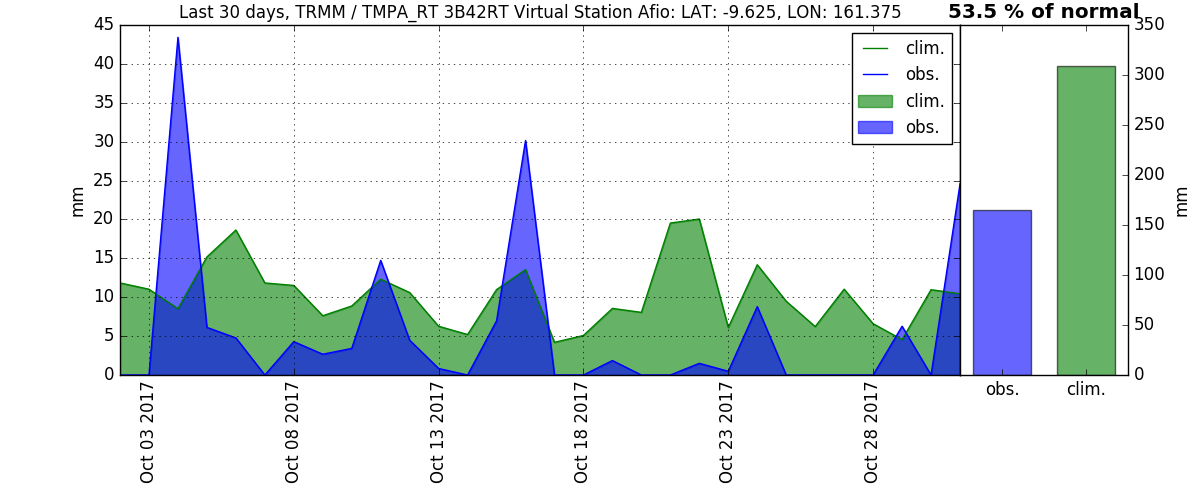 Last 30 days, TRMM / TMPA_RT 3B42RT Virtual Station Afio: LAT: -9.625, LON: 161.375
53.5 % of normal
45
40
35
30
25
20
15
10
5
0
mm
clim.
obs.
clim.
obs.
Oct 03 2017
Oct 08 2017
Oct 13 2017
Oct 18 2017
Oct 23 2017
Oct 28 2017
350
300
250
200
150
100
50
0
mm
obs.
clim.